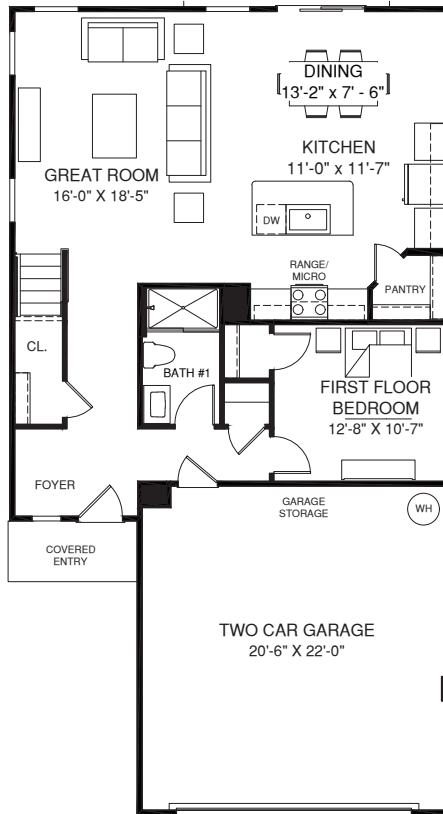 DINING
13'-2" x 7' - 6"
KITCHEN
11'-0" x 11'-7"
GREAT ROOM
16'-0" X 18'-5"
DW
RANGE/
MICRO
PANTRY
CL.
BATH #1
FIRST FLOOR
BEDROOM
12'-8" X 10'-7"
FOYER
GARAGE
STORAGE
WH
COVERED
ENTRY
TWO CAR GARAGE
20'-6" X 22'-0"